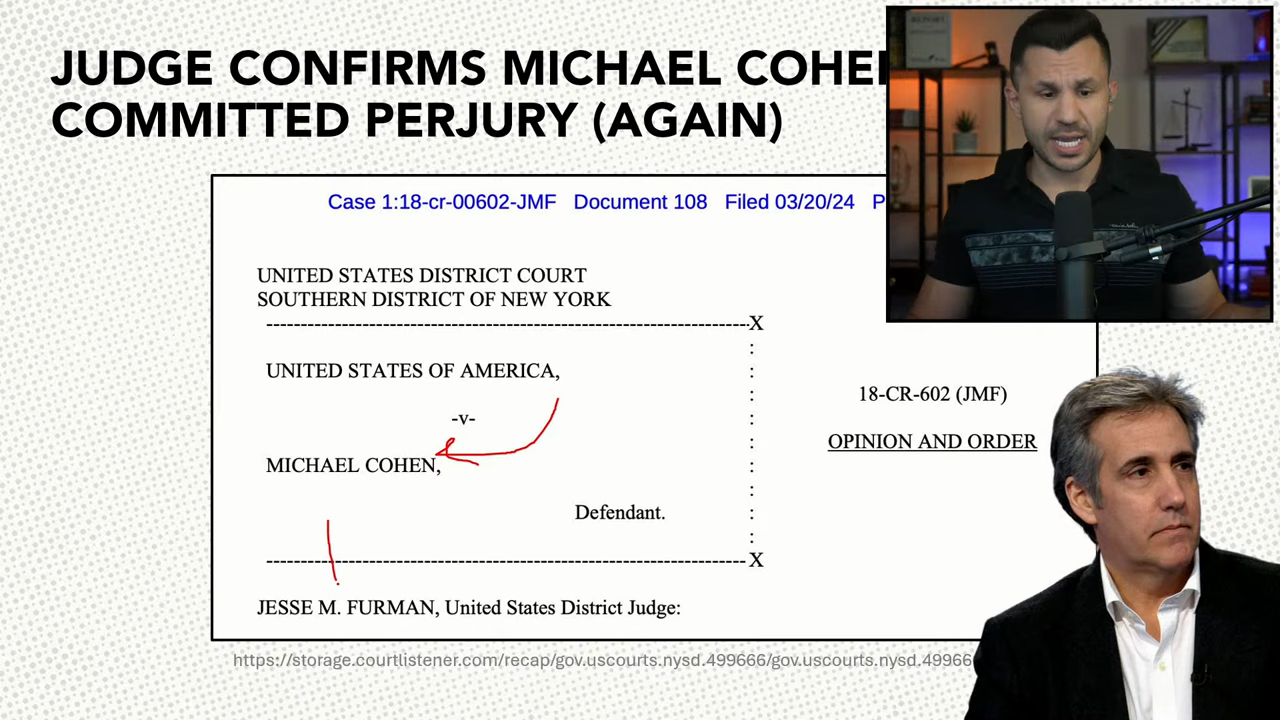 JUDGE CONFIRMS MICHAEL COHEN
COMMITTED PERJURY (AGAIN)
Case 1:18-cr-00602-JMF Document 108 Filed 03/20/24 P
UNITED STATES DISTRICT COURT
SOUTHERN DISTRICT OF NEW YORK
-----------------------------------------------------------------------X
:
UNITED STATES OF AMERICA, :
: 18-CR-602 (JMF)
-v- :
: OPINION AND ORDER
MICHAEL COHEN, :
:
Defendant. :
:
-----------------------------------------------------------------------X
JESSE M. FURMAN, United States District Judge:
https://storage.courtlistener.com/recap/gov.uscourts.nysd.499666/gov.uscourts.nysd.49966